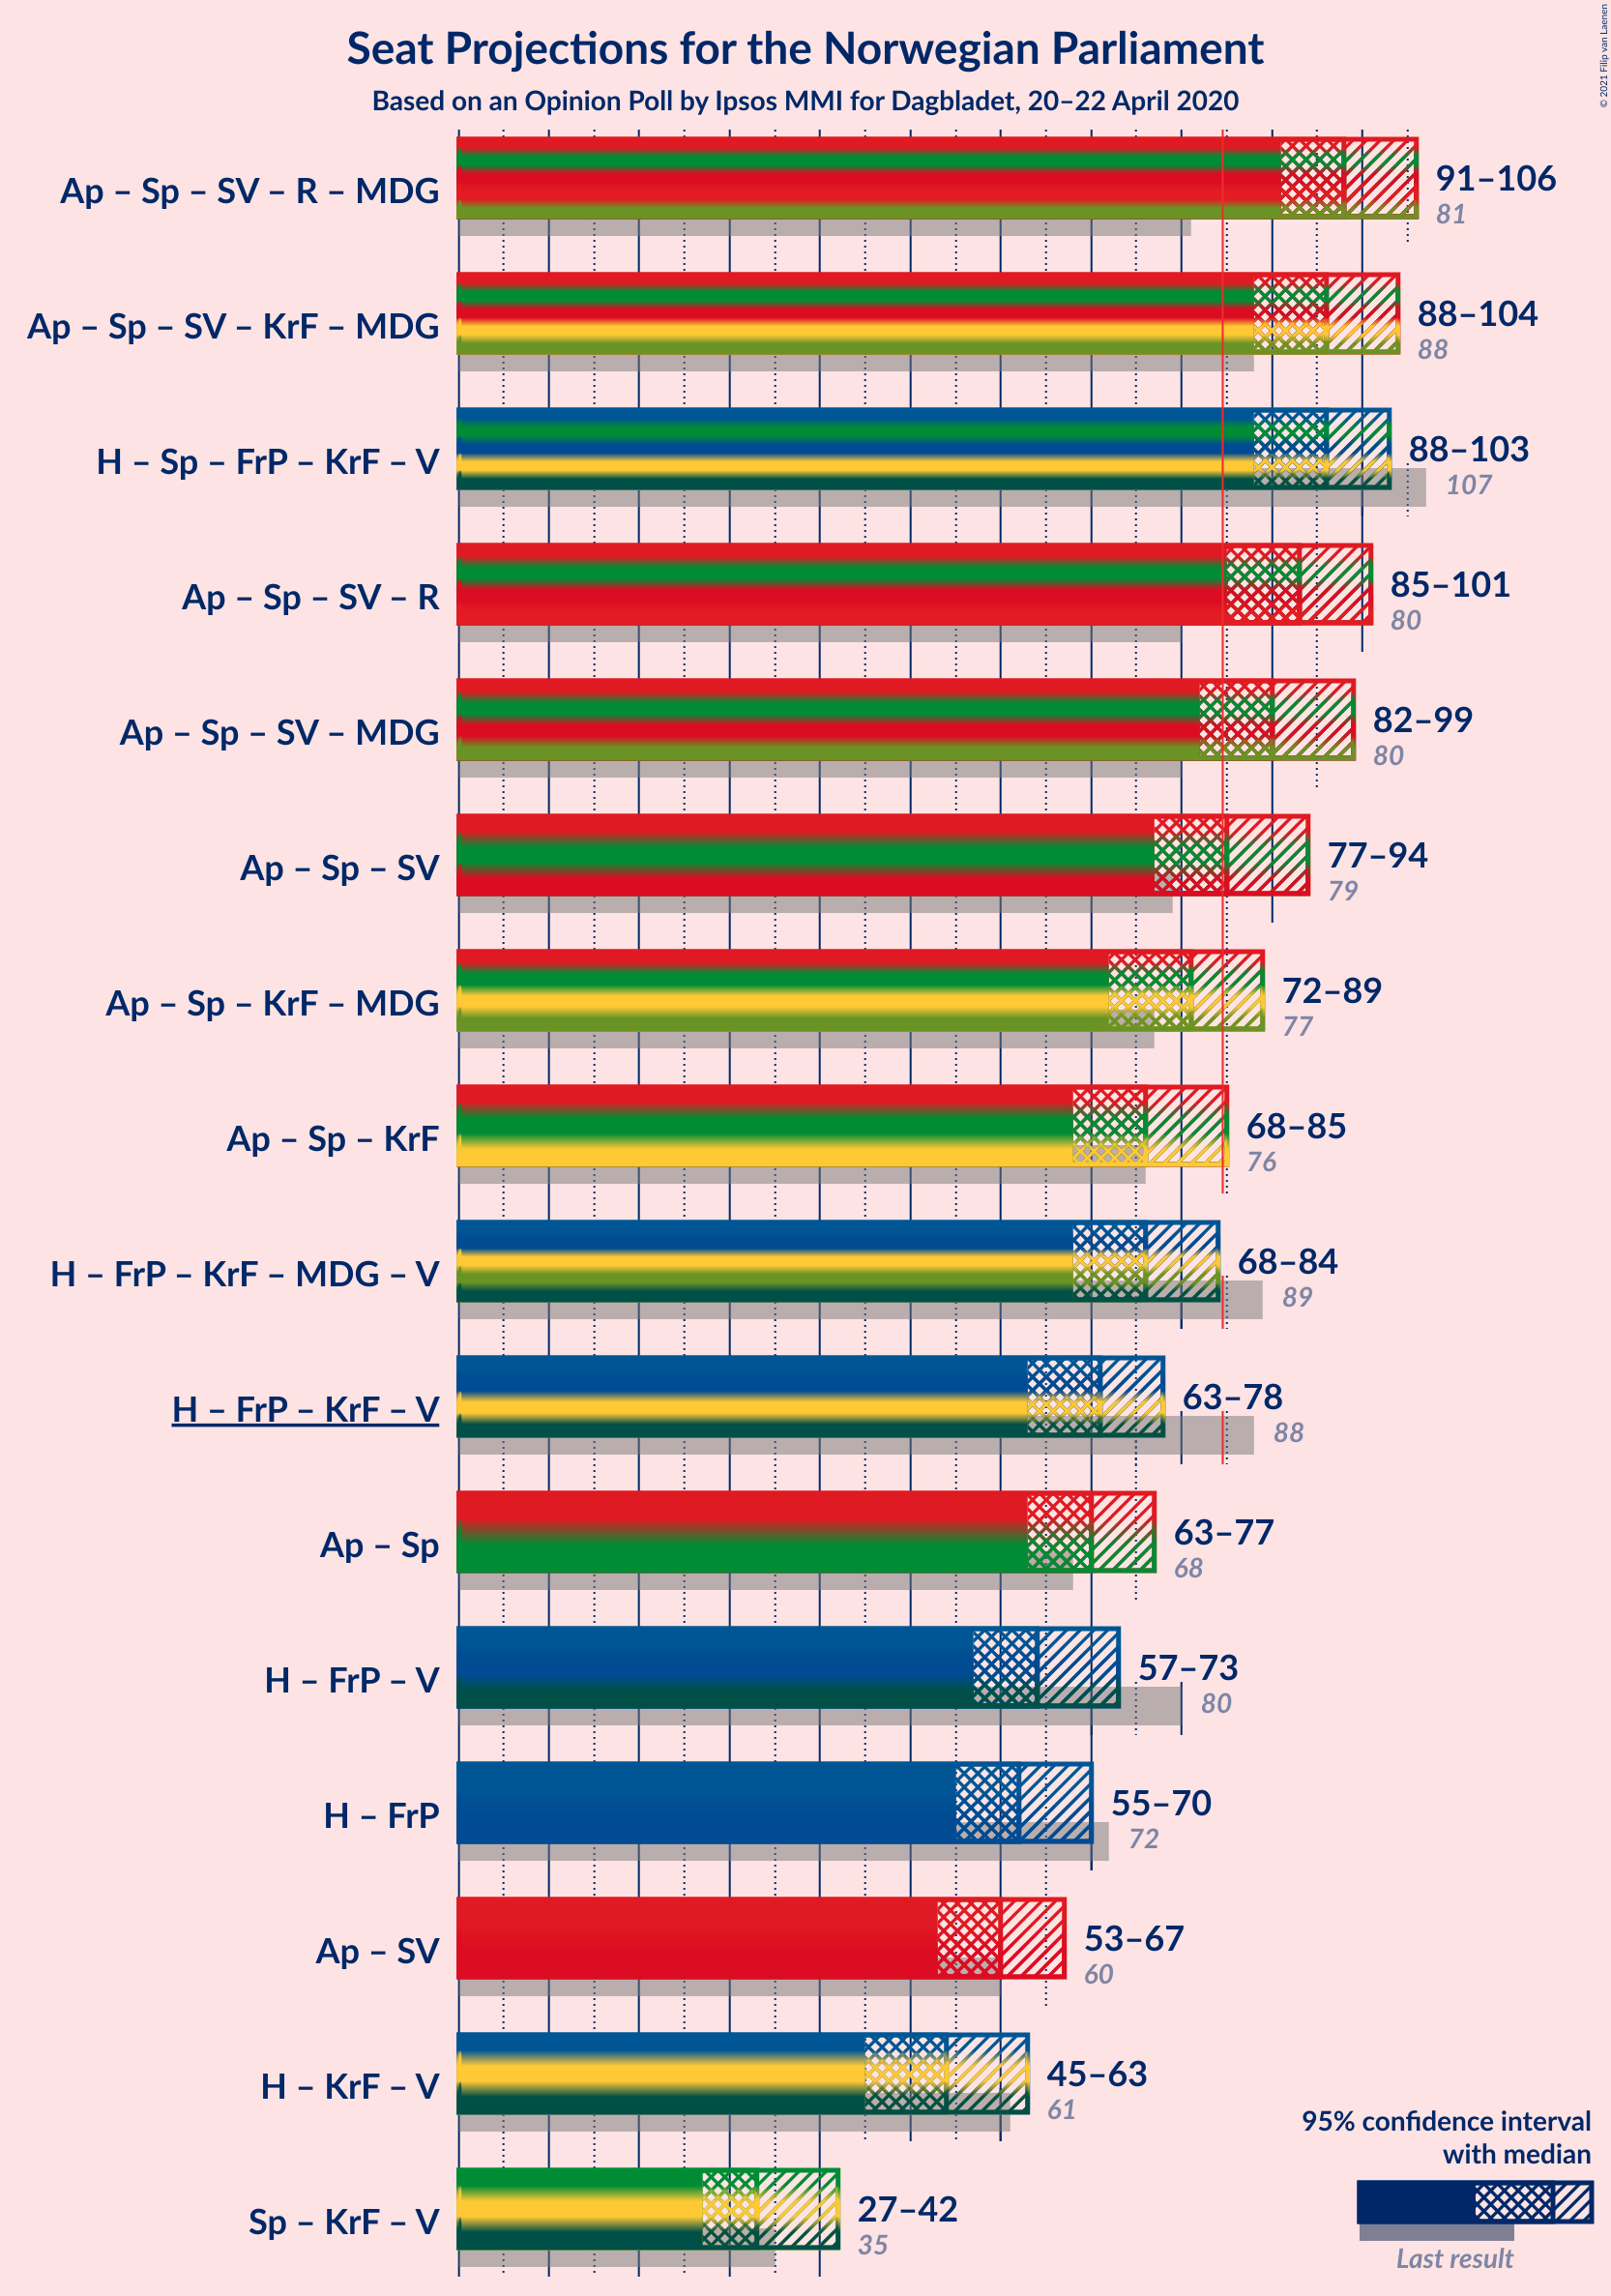 Seat Projections for the Norwegian Parliament
Based on an Opinion Poll by Ipsos MMI for Dagbladet, 20–22 April 2020
© 2021 Filip van Laenen
Ap – Sp – SV – R – MDG
91–106
81
Ap – Sp – SV – KrF – MDG
88–104
88
H – Sp – FrP – KrF – V
88–103
107
Ap – Sp – SV – R
85–101
80
Ap – Sp – SV – MDG
82–99
80
Ap – Sp – SV
77–94
79
Ap – Sp – KrF – MDG
72–89
77
Ap – Sp – KrF
68–85
76
H – FrP – KrF – MDG – V
68–84
89
H – FrP – KrF – V
63–78
88
Ap – Sp
63–77
68
H – FrP – V
57–73
80
H – FrP
55–70
72
Ap – SV
53–67
60
H – KrF – V
45–63
61
Sp – KrF – V
27–42
35
95% confidence interval
with median
Last result